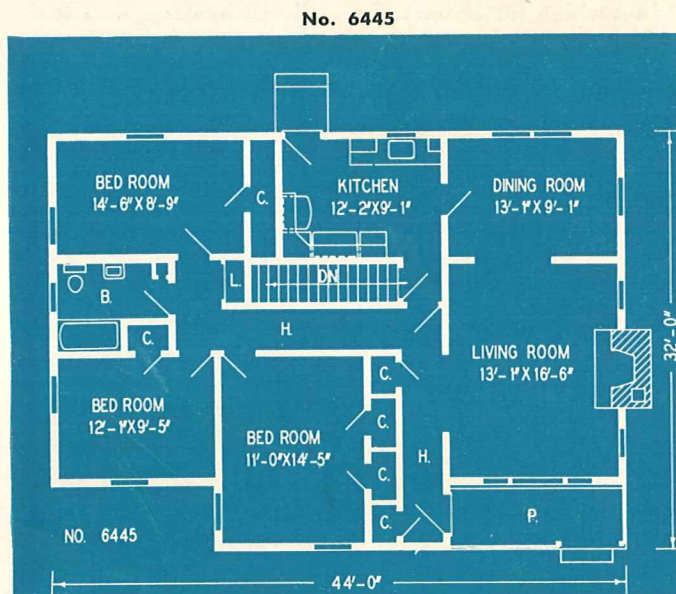 No. 6445
BED ROOM
14'-6" X 8'-9"
C.
KITCHEN
12'-2"X9'-1"
DINING ROOM
13'-1"X9'-1"
B.
L.
DN
C.
H.
LIVING ROOM
13'-1"X 16'-6"
32'-0"
BED ROOM
12'-1"X9'-5"
BED ROOM
11'-0"X14'-5"
C.
C.
C.
C.
H.
P.
NO. 6445
44'-0"